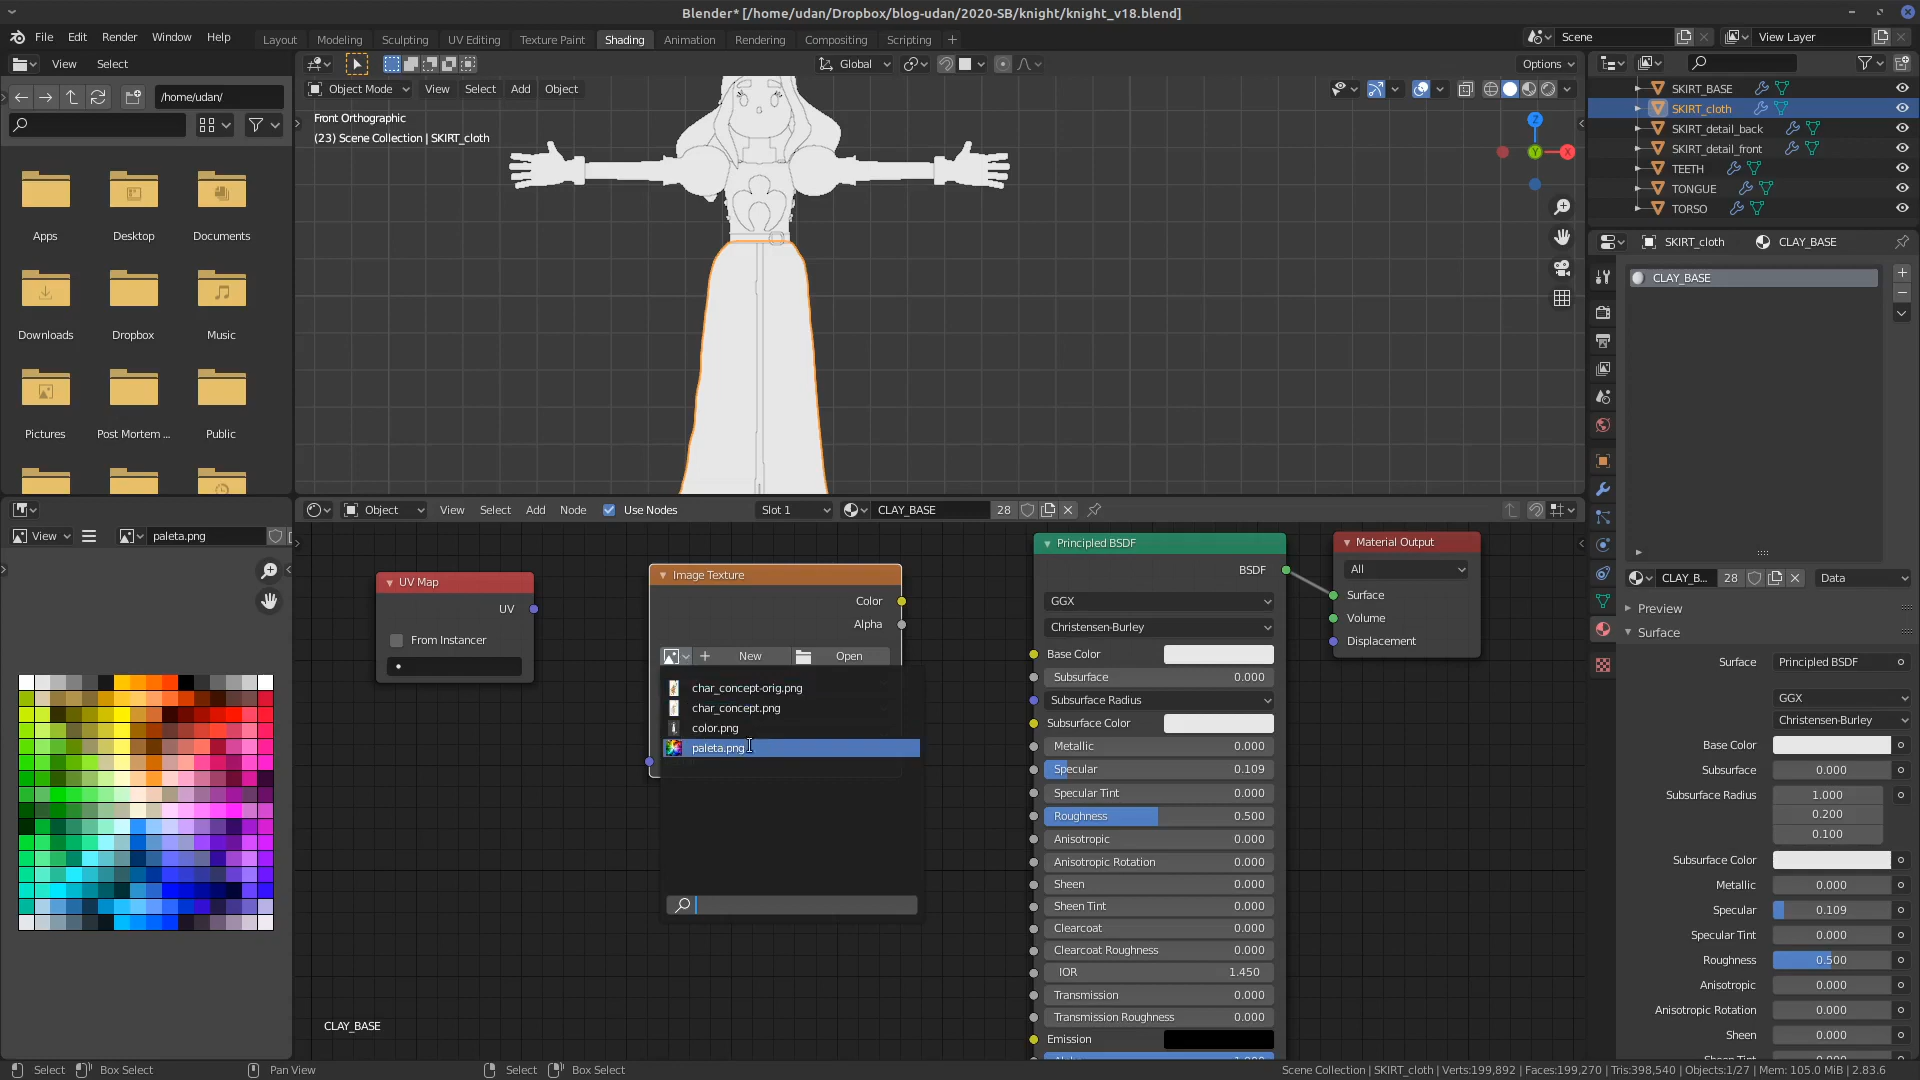 Blender* [/home/udan/Dropbox/blog-udan/2020-SB/knight/knight_v18.blend]
File Edit Render Window Help
Layout Modeling Sculpting UV Editing Texture Paint Shading Animation Rendering Compositing Scripting
Scene
View Layer
View Select
Global
Options
/home/udan/
Object Mode View Select Add Object
Front Orthographic
(23) Scene Collection | SKIRT_cloth
Z
Y
X
Apps Desktop Documents
Downloads Dropbox Music
Pictures Post Mortem ... Public
SKIRT_BASE
SKIRT_cloth
SKIRT_detail_back
SKIRT_detail_front
TEETH
TONGUE
TORSO
SKIRT_cloth CLAY_BASE
CLAY_BASE
CLAY_B... 28 Data
Preview
Surface
Surface Principled BSDF
GGX
Christensen-Burley
Base Color
Subsurface 0.000
Subsurface Radius 1.000
0.200
0.100
Subsurface Color
Metallic 0.000
Specular 0.109
Specular Tint 0.000
Roughness 0.500
Anisotropic 0.000
Anisotropic Rotation 0.000
Sheen 0.000
View paleta.png
Object View Select Add Node Use Nodes Slot 1 CLAY_BASE 28
UV Map
UV
From Instancer
Image Texture
Color
Alpha
New Open
char_concept-orig.png
char_concept.png
color.png
paleta.png
Principled BSDF
BSDF
GGX
Christensen-Burley
Base Color
Subsurface 0.000
Subsurface Radius
Subsurface Color
Metallic 0.000
Specular 0.109
Specular Tint 0.000
Roughness 0.500
Anisotropic 0.000
Anisotropic Rotation 0.000
Sheen 0.000
Sheen Tint 0.000
Clearcoat 0.000
Clearcoat Roughness 0.000
IOR 1.450
Transmission 0.000
Transmission Roughness 0.000
Emission
Material Output
All
Surface
Volume
Displacement
CLAY_BASE
Select Box Select Pan View Select Box Select
Scene Collection | SKIRT_cloth | Verts:199,892 | Faces:199,270 | Tris:398,540 | Objects:1/27 | Mem: 105.0 MiB | 2.83.6